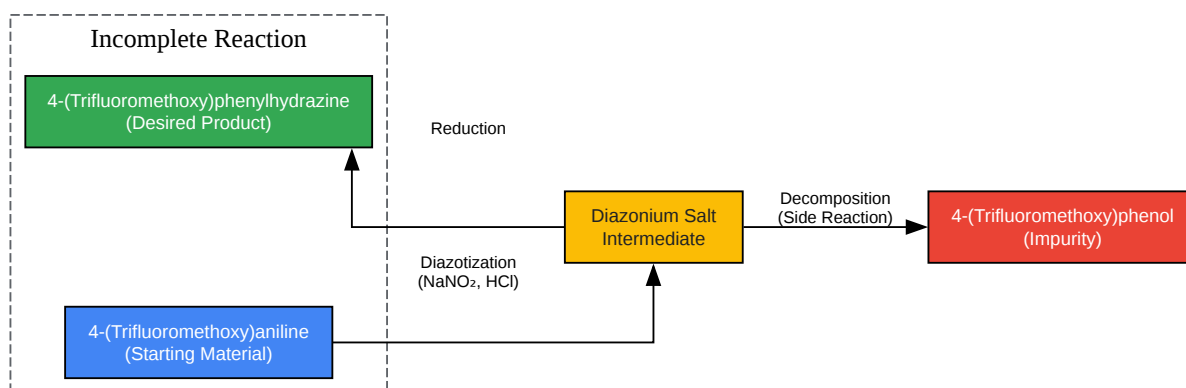 Incomplete Reaction
4-(Trifluoromethoxy)phenylhydrazine
(Desired Product)
Reduction
Diazonium Salt
Intermediate
Decomposition
(Side Reaction)
4-(Trifluoromethoxy)phenol
(Impurity)
Diazotization
(NaNO₂, HCl)
4-(Trifluoromethoxy)aniline
(Starting Material)